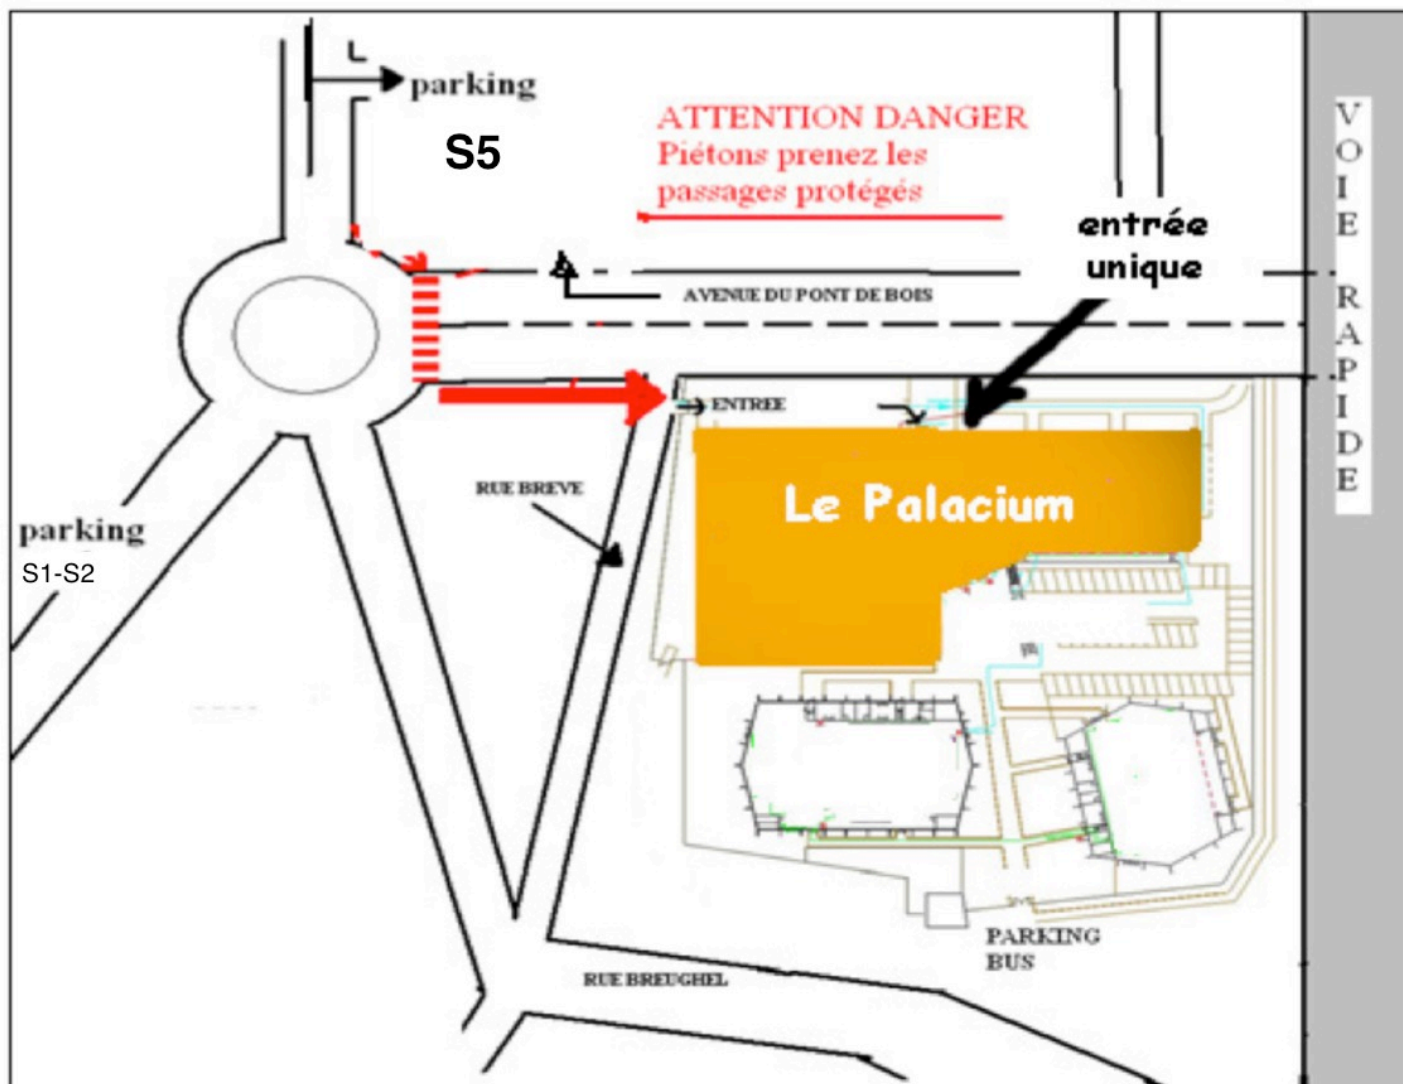 parking
S5
ATTENTION DANGER
Piétons prenez les
passages protégés
entrée
unique
AVENUE DU PONT DE BOIS
VOIE RAPIDE
ENTREE
RUE BREVE
Le Palacium
parking
S1-S2
PARKING
BUS
RUE BREUGHEL